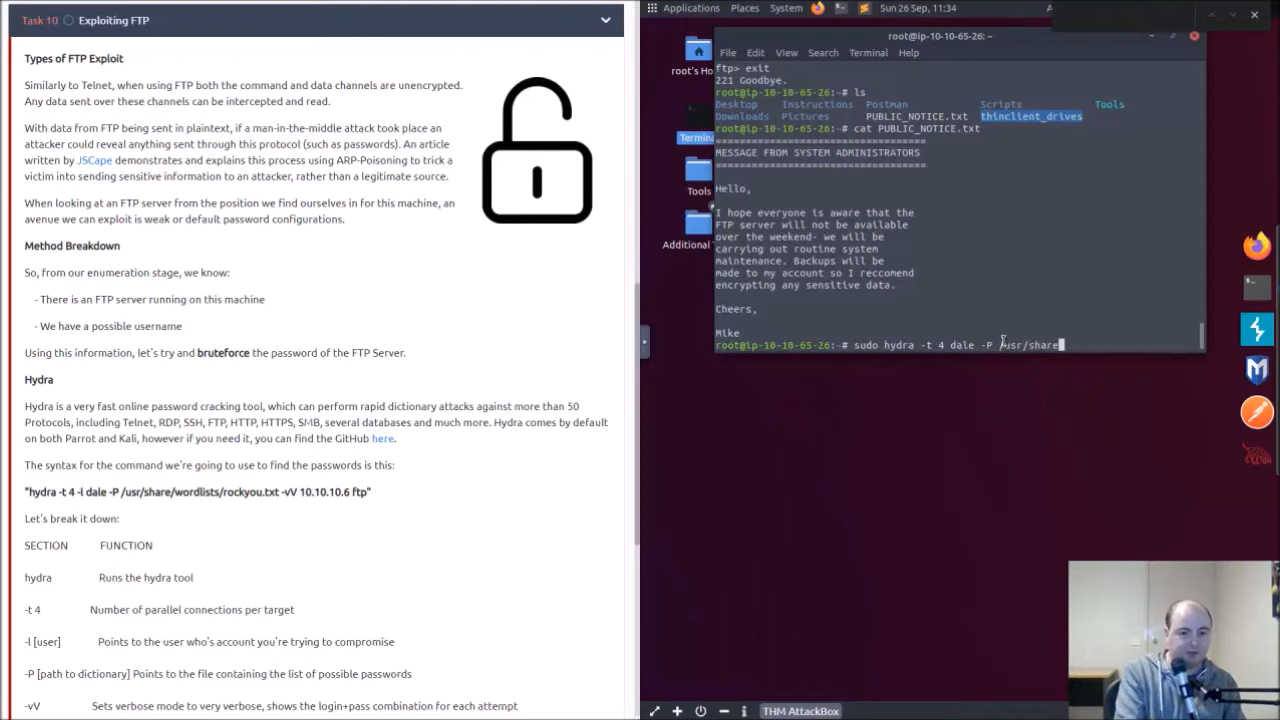 Task 10 Exploiting FTP
Types of FTP Exploit
Similarly to Telnet, when using FTP both the command and data channels are unencrypted.
Any data sent over these channels can be intercepted and read.
With data from FTP being sent in plaintext, if a man-in-the-middle attack took place an
attacker could reveal anything sent through this protocol (such as passwords). An article
written by JSCape demonstrates and explains this process using ARP-Poisoning to trick a
victim into sending sensitive information to an attacker, rather than a legitimate source.
When looking at an FTP server from the position we find ourselves in for this machine, an
avenue we can exploit is weak or default password configurations.
Method Breakdown
So, from our enumeration stage, we know:
- There is an FTP server running on this machine
- We have a possible username
Using this information, let's try and bruteforce the password of the FTP Server.
Hydra
Hydra is a very fast online password cracking tool, which can perform rapid dictionary attacks against more than 50
Protocols, including Telnet, RDP, SSH, FTP, HTTP, HTTPS, SMB, several databases and much more. Hydra comes by default
on both Parrot and Kali, however if you need it, you can find the GitHub here.
The syntax for the command we're going to use to find the passwords is this:
"hydra -t 4 -l dale -P /usr/share/wordlists/rockyou.txt -vV 10.10.10.6 ftp"
Let's break it down:
SECTION FUNCTION
hydra Runs the hydra tool
-t 4 Number of parallel connections per target
-l [user] Points to the user who's account you're trying to compromise
-P [path to dictionary] Points to the file containing the list of possible passwords
-vV Sets verbose mode to very verbose, shows the login+pass combination for each attempt
Applications Places System Sun 26 Sep, 11:34
root's Ho
Termina
Tools
Additional
root@ip-10-10-65-26: ~
File Edit View Search Terminal Help
ftp> exit
221 Goodbye.
root@ip-10-10-65-26:~# ls
Desktop Instructions Postman Scripts Tools
Downloads Pictures PUBLIC_NOTICE.txt thinclient_drives
root@ip-10-10-65-26:~# cat PUBLIC_NOTICE.txt
===================================
MESSAGE FROM SYSTEM ADMINISTRATORS
===================================
Hello,
I hope everyone is aware that the
FTP server will not be available
over the weekend- we will be
carrying out routine system
maintenance. Backups will be
made to my account so I reccomend
encrypting any sensitive data.
Cheers,
Mike
root@ip-10-10-65-26:~# sudo hydra -t 4 dale -P /usr/share
THM AttackBox